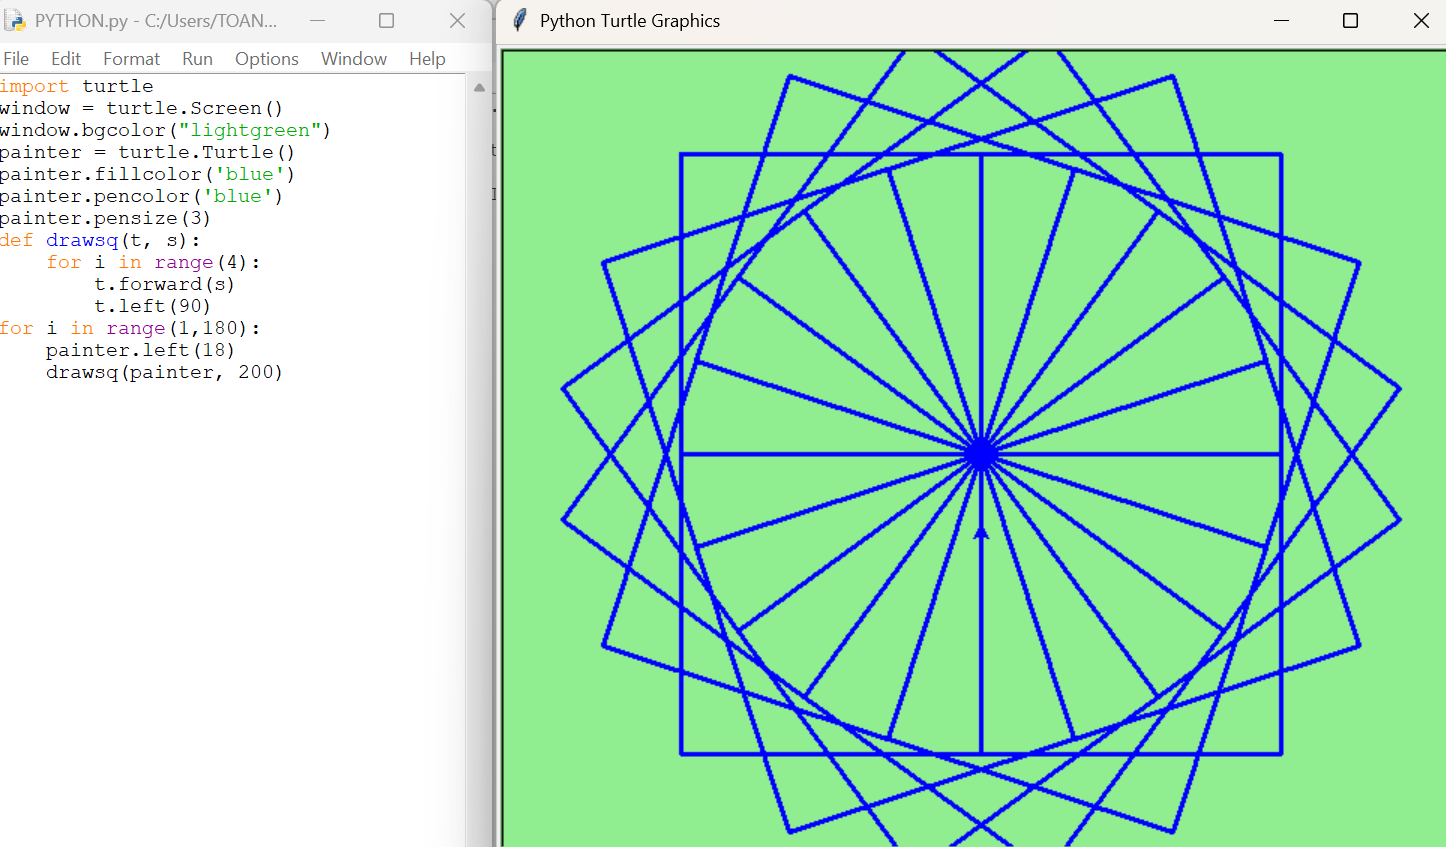 PYTHON.py - C:/Users/TOAN...
File Edit Format Run Options Window Help
import turtle
window = turtle.Screen()
window.bgcolor("lightgreen")
painter = turtle.Turtle()
painter.fillcolor('blue')
painter.pencolor('blue')
painter.pensize(3)
def drawsq(t, s):
    for i in range(4):
        t.forward(s)
        t.left(90)
for i in range(1,180):
    painter.left(18)
    drawsq(painter, 200)
Python Turtle Graphics